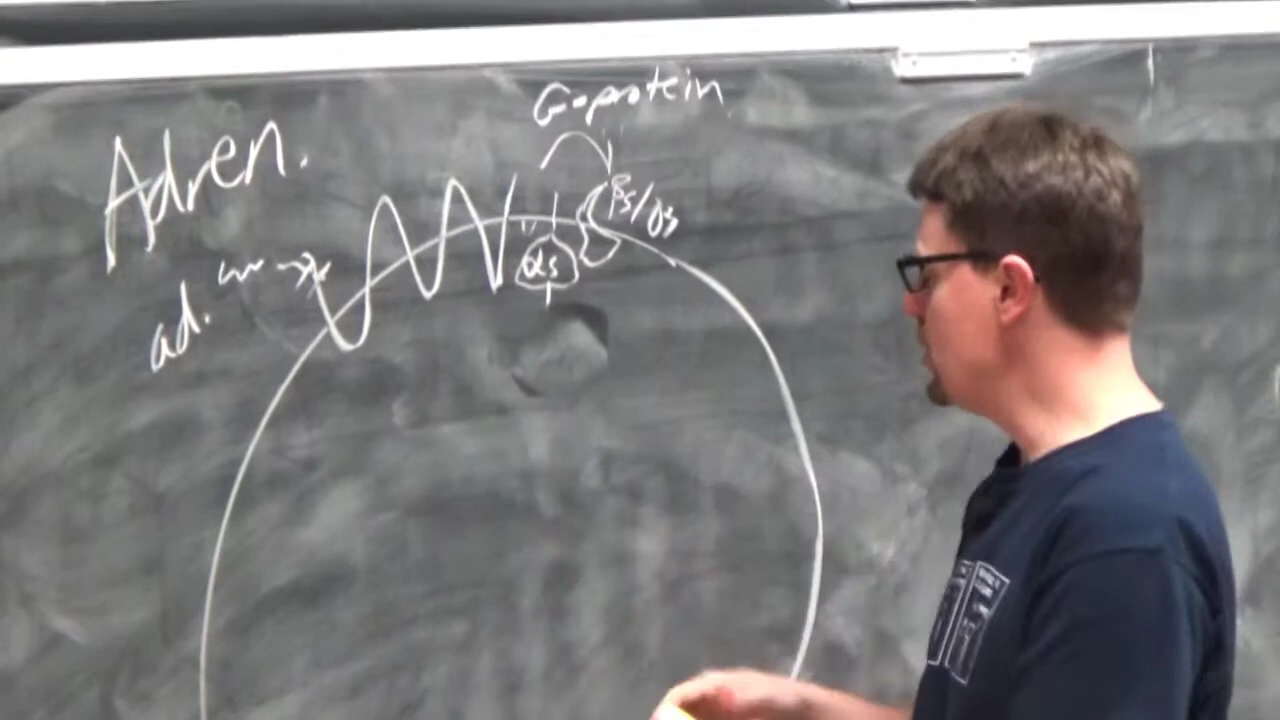 G-protein
Adren.
βs/γs
αs
ad.